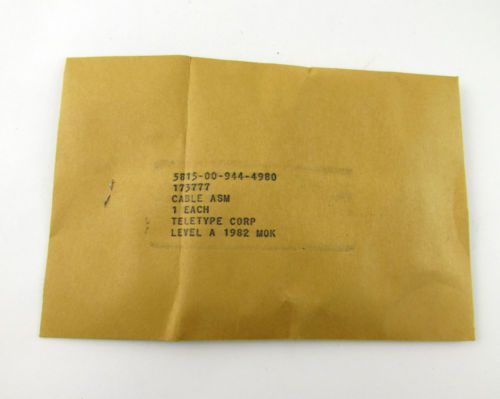 5815-00-944-4980
173777
CABLE ASM
1 EACH
TELETYPE CORP
LEVEL A 1982 MOK